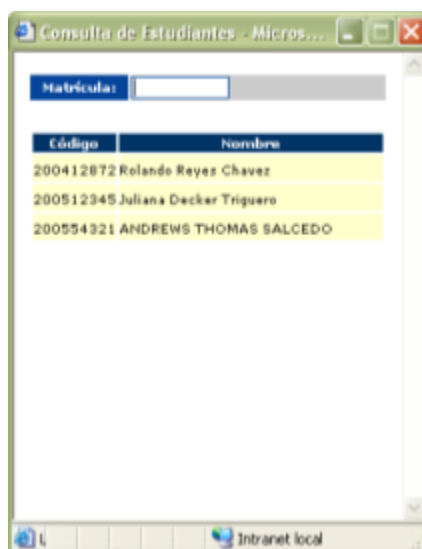 Consulta de Estudiantes - Micros...
Matrícula:
Código Nombre
200412872 Rolando Reyes Chavez
200512345 Juliana Decker Triguero
200554321 ANDREWS THOMAS SALCEDO
L
Intranet local